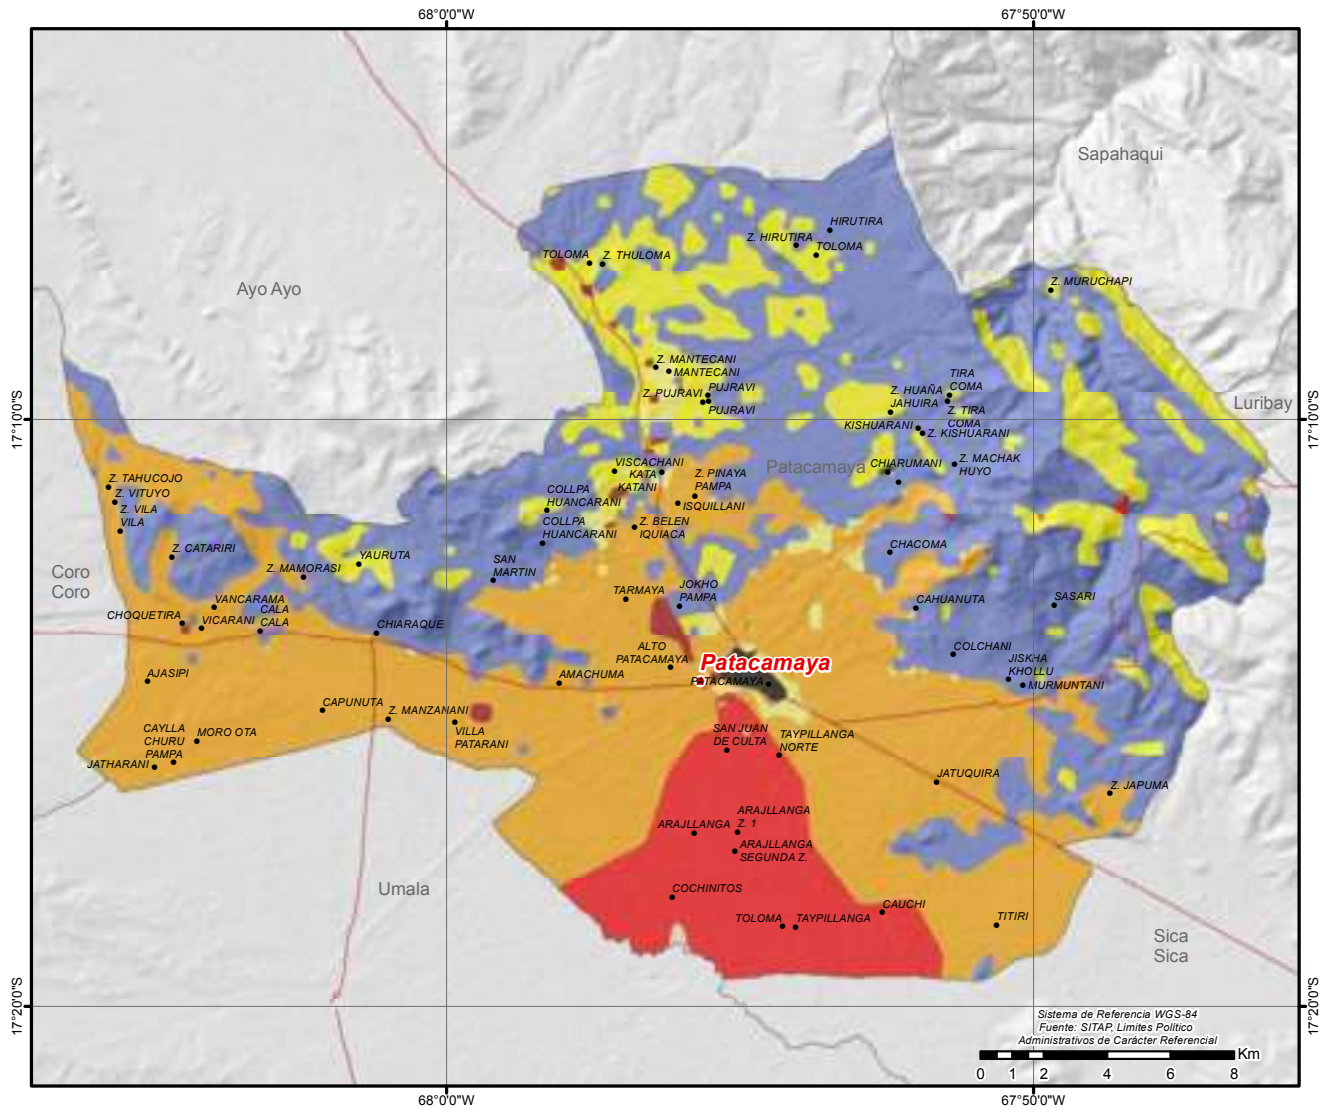 68°0'0"W
67°50'0"W
Sapahaqui
HIRUTIRA
Z. HIRUTIRA
TOLOMA
TOLOMA
Z. THULOMA
Z. MURUCHAPI
Ayo Ayo
Z. MANTECANI
MANTECANI
PUJRAVI
Z. PUJRAVI
PUJRAVI
TIRA
COMA
Z. HUAÑA
JAHUIRA
Z. TIRA
COMA
KISHUARANI
Z. KISHUARANI
Luribay
17°10'0"S
17°10'0"S
VISCACHANI
KATA
KATANI
Z. PINAYA
PAMPA
ISQUILLANI
Patacamaya
CHIARUMANI
Z. MACHAK
HUYO
Z. TAHUCOJO
Z. VITUYO
Z. VILA
VILA
COLLPA
HUANCARANI
COLLPA
HUANCARANI
Z. BELEN
IQUIACA
Z. CATARIRI
Z. MAMORASI
YAURUTA
SAN
MARTIN
CHACOMA
Coro
Coro
VANCARAMA
CHOQUETIRA
VICARANI
CALA
CALA
CHIARAQUE
TARMAYA
JOKHO
PAMPA
CAHUANUTA
SASARI
ALTO
PATACAMAYA
Patacamaya
PATACAMAYA
COLCHANI
JISKHA
KHOLLU
MURMUNTANI
AJASIPI
AMACHUMA
CAPUNUTA
Z. MANZANANI
VILLA
PATARANI
CAYLLA
CHURU
PAMPA
MORO OTA
JATHARANI
SAN JUAN
DE CULTA
TAYPILLANGA
NORTE
JATUQUIRA
Z. JAPUMA
ARAJLLANGA
ARAJLLANGA
Z. 1
ARAJLLANGA
SEGUNDA Z.
Umala
COCHINITOS
TOLOMA
TAYPILLANGA
CAUCHI
TITIRI
Sica
Sica
17°20'0"S
17°20'0"S
Sistema de Referencia WGS-84
Fuente: SITAP, Limites Político
Administrativos de Carácter Referencial
Km
0 1 2 4 6 8
68°0'0"W
67°50'0"W